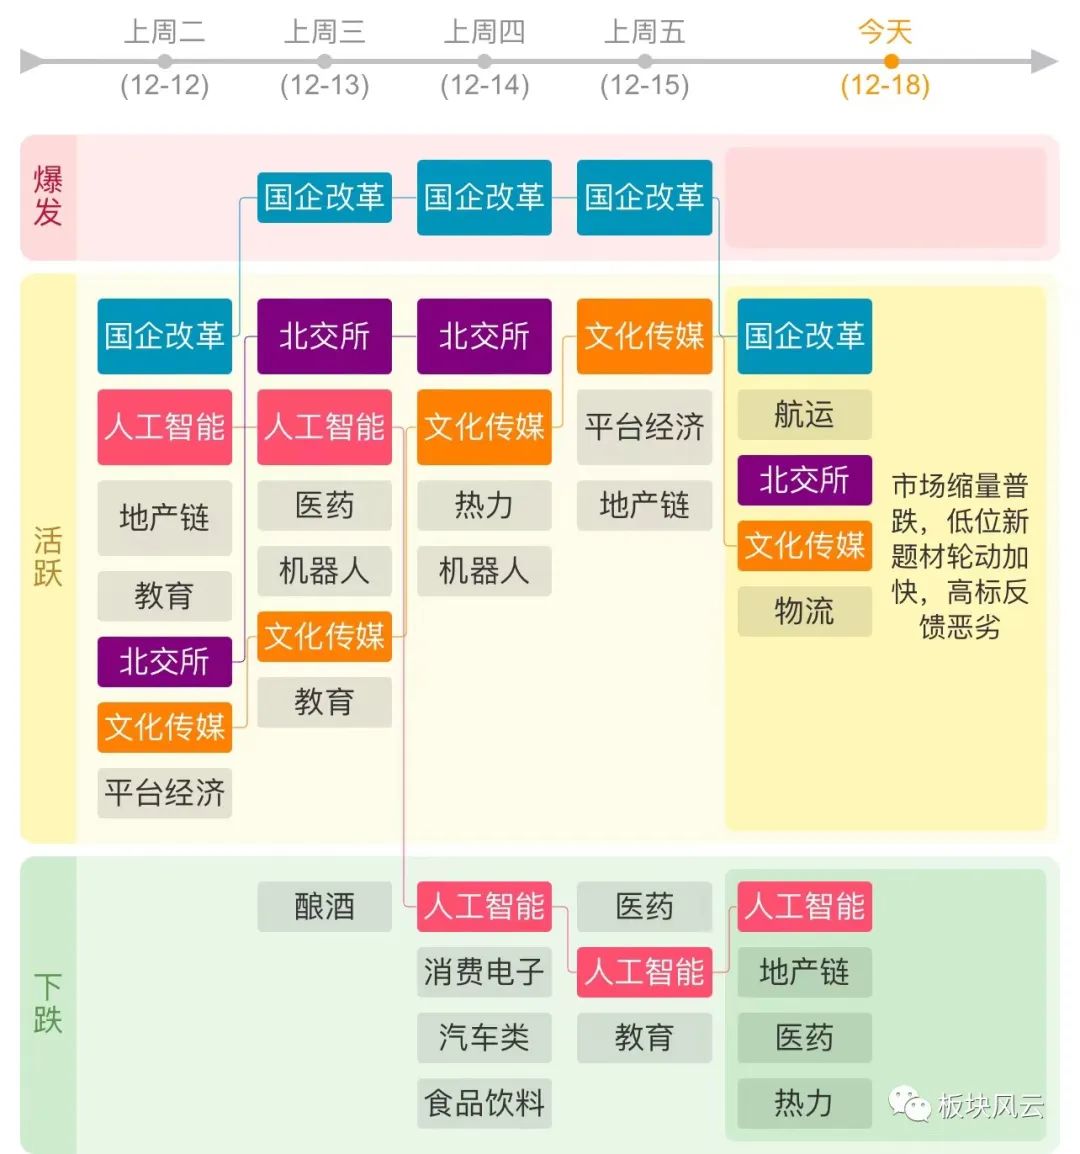 上周二
上周三
上周四
上周五
今天
(12-12)
(12-13)
(12-14)
(12-15)
(12-18)
爆发
国企改革
国企改革
国企改革
活跃
国企改革
人工智能
地产链
教育
北交所
文化传媒
平台经济
北交所
人工智能
医药
机器人
文化传媒
教育
北交所
文化传媒
热力
机器人
文化传媒
平台经济
地产链
国企改革
航运
北交所
文化传媒
物流
市场缩量普
跌，低位新
题材轮动加
快，高标反
馈恶劣
下跌
酿酒
人工智能
消费电子
汽车类
食品饮料
医药
人工智能
教育
人工智能
地产链
医药
热力
板块风云